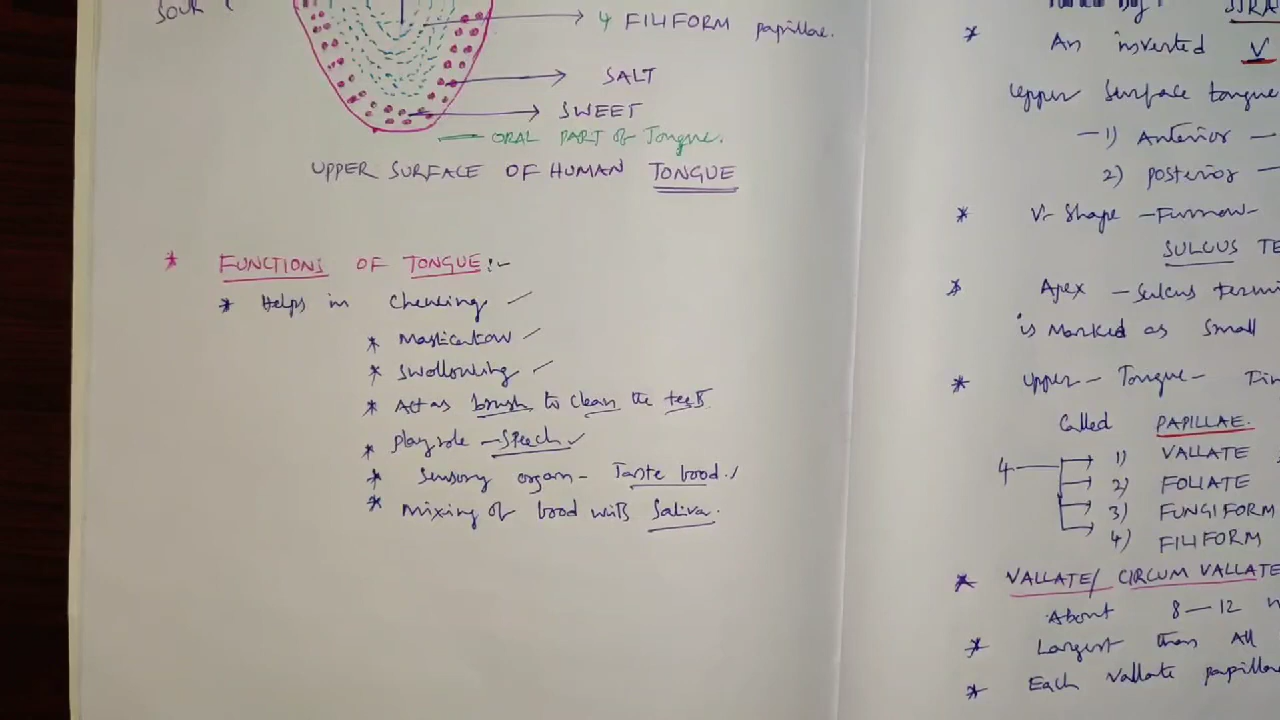 SOUR
4 FILIFORM papillae.
SALT
SWEET
ORAL PART of Tongue.
UPPER SURFACE OF HUMAN TONGUE
* FUNCTIONS OF TONGUE:-
* Helps in Chewing
* Mastication
* Swollowing
* Act as brush to clean the teeth
* play role - Speech
* Sensory organ - Taste food
* mixing of food with Saliva.
* An inverted V
Upper Surface tongue
1) Anterior
2) posterior
* V- Shape - Furrow-
SULCUS TE
* Apex - Sulcus termi
is Marked as Small
* Upper - Tongue -
Called PAPILLAE.
4 1) VALLATE
2) FOLIATE
3) FUNGIFORM
4) FILIFORM
* VALLATE/ CIRCUM VALLATE
About 8-12
* Largest than All
* Each Vallate papillae